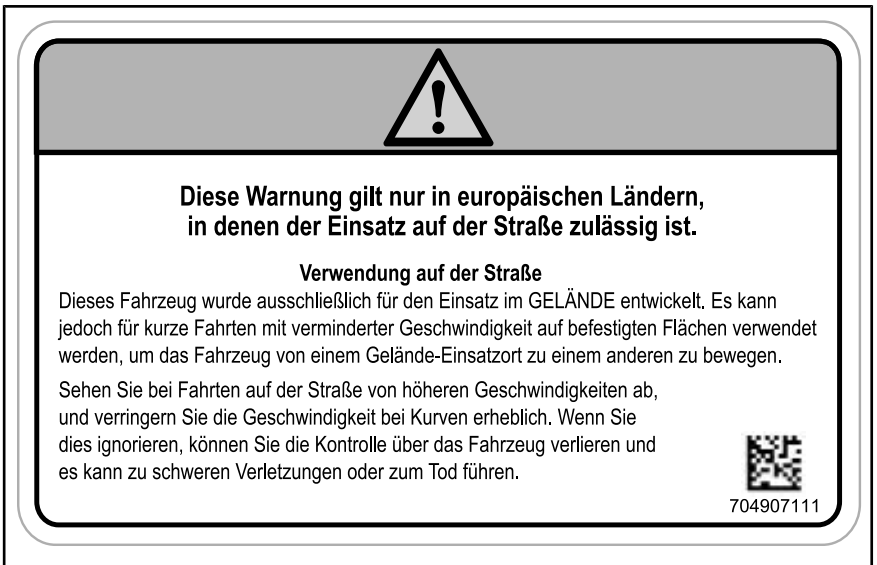 Diese Warnung gilt nur in europäischen Ländern,
in denen der Einsatz auf der Straße zulässig ist.
Verwendung auf der Straße
Dieses Fahrzeug wurde ausschließlich für den Einsatz im GELÄNDE entwickelt. Es kann
jedoch für kurze Fahrten mit verminderter Geschwindigkeit auf befestigten Flächen verwendet
werden, um das Fahrzeug von einem Gelände-Einsatzort zu einem anderen zu bewegen.
Sehen Sie bei Fahrten auf der Straße von höheren Geschwindigkeiten ab,
und verringern Sie die Geschwindigkeit bei Kurven erheblich. Wenn Sie
dies ignorieren, können Sie die Kontrolle über das Fahrzeug verlieren und
es kann zu schweren Verletzungen oder zum Tod führen.
704907111